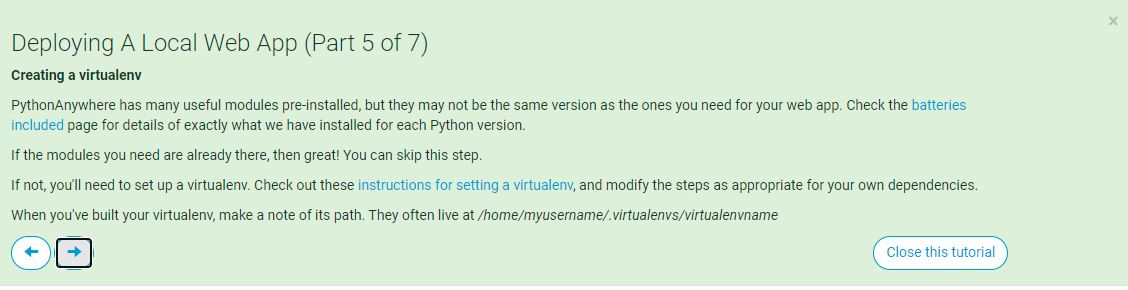 ×
Deploying A Local Web App (Part 5 of 7)
Creating a virtualenv
PythonAnywhere has many useful modules pre-installed, but they may not be the same version as the ones you need for your web app. Check the batteries
included page for details of exactly what we have installed for each Python version.
If the modules you need are already there, then great! You can skip this step.
If not, you'll need to set up a virtualenv. Check out these instructions for setting a virtualenv, and modify the steps as appropriate for your own dependencies.
When you've built your virtualenv, make a note of its path. They often live at /home/myusername/.virtualenvs/virtualenvname
Close this tutorial